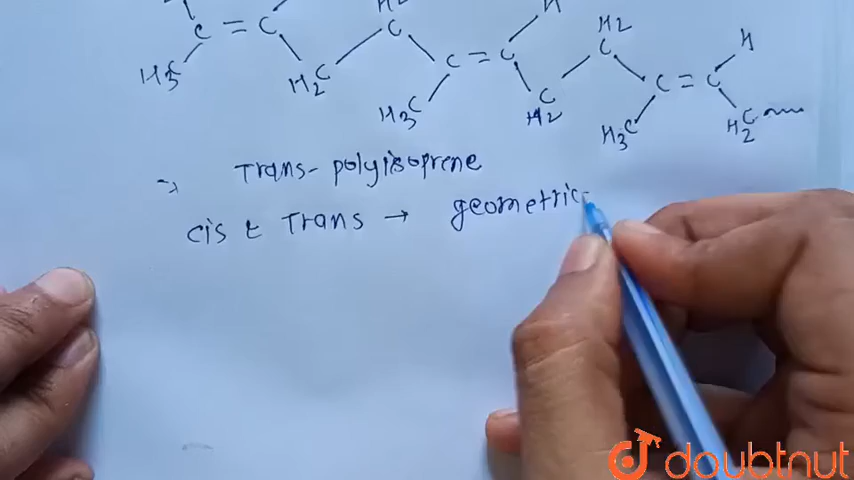 H2
H
H2
H
C = C
C
C = C
C
C = C
H3C
H2C
H3C
C
H2
H3C
H2C
Trans-polyisoprene
cis & Trans → geometric
doubtnut